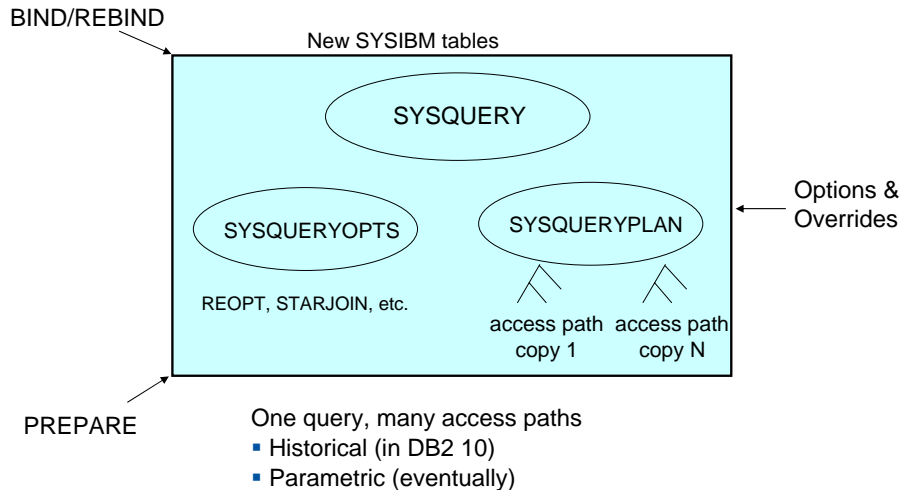 BIND/REBIND
New SYSIBM tables
SYSQUERY
SYSQUERYOPTS
SYSQUERYPLAN
Options &
Overrides
REOPT, STARJOIN, etc.
access path
copy 1
access path
copy N
PREPARE
One query, many access paths
▪ Historical (in DB2 10)
▪ Parametric (eventually)